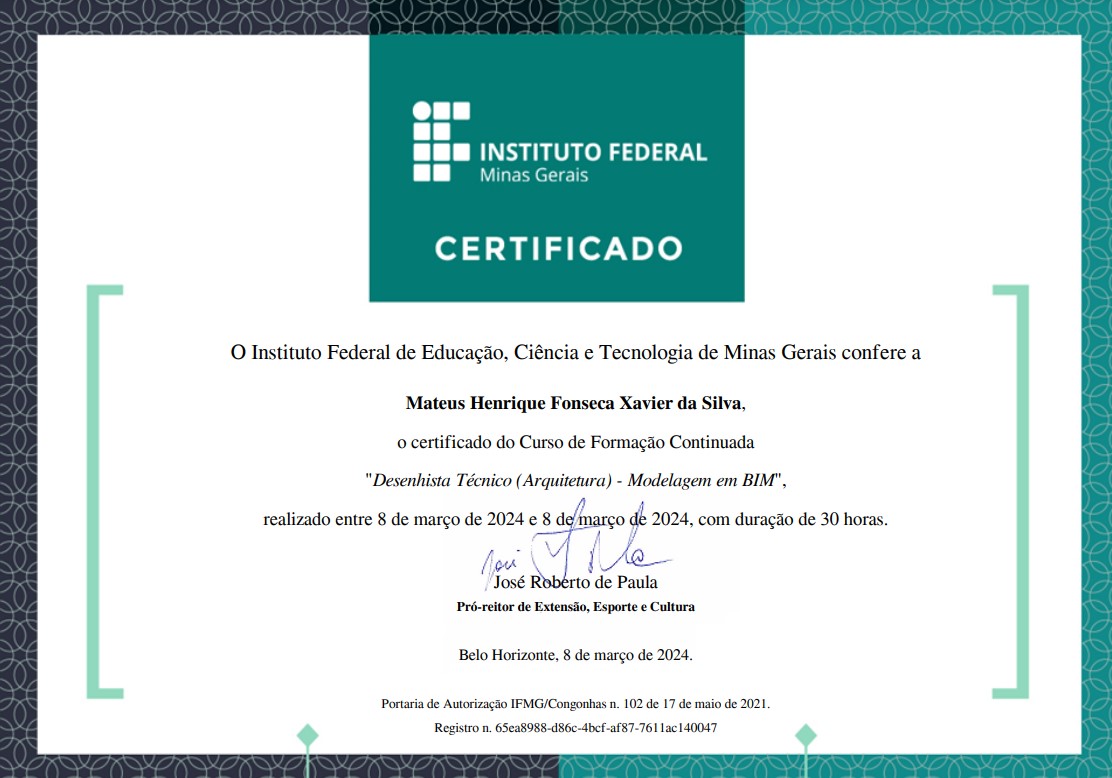 INSTITUTO FEDERAL
Minas Gerais
CERTIFICADO
O Instituto Federal de Educação, Ciência e Tecnologia de Minas Gerais confere a
Mateus Henrique Fonseca Xavier da Silva,
o certificado do Curso de Formação Continuada
"Desenhista Técnico (Arquitetura) - Modelagem em BIM",
realizado entre 8 de março de 2024 e 8 de março de 2024, com duração de 30 horas.
José Roberto de Paula
Pró-reitor de Extensão, Esporte e Cultura
Belo Horizonte, 8 de março de 2024.
Portaria de Autorização IFMG/Congonhas n. 102 de 17 de maio de 2021.
Registro n. 65ea8988-d86c-4bcf-af87-7611ac140047